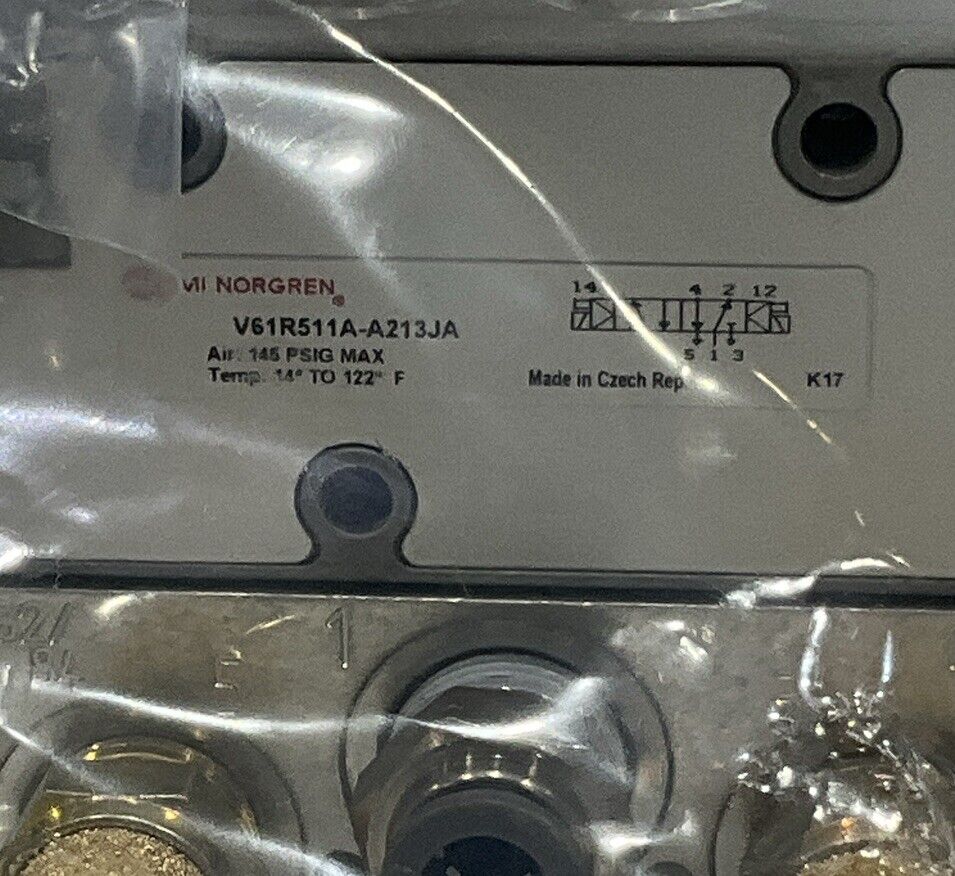 NORGREN®
V61R511A-A213JA
Air: 145 PSIG MAX
Temp. 14° TO 122° F
14 4 2 12
5 1 3
Made in Czech Rep
K17
E 1